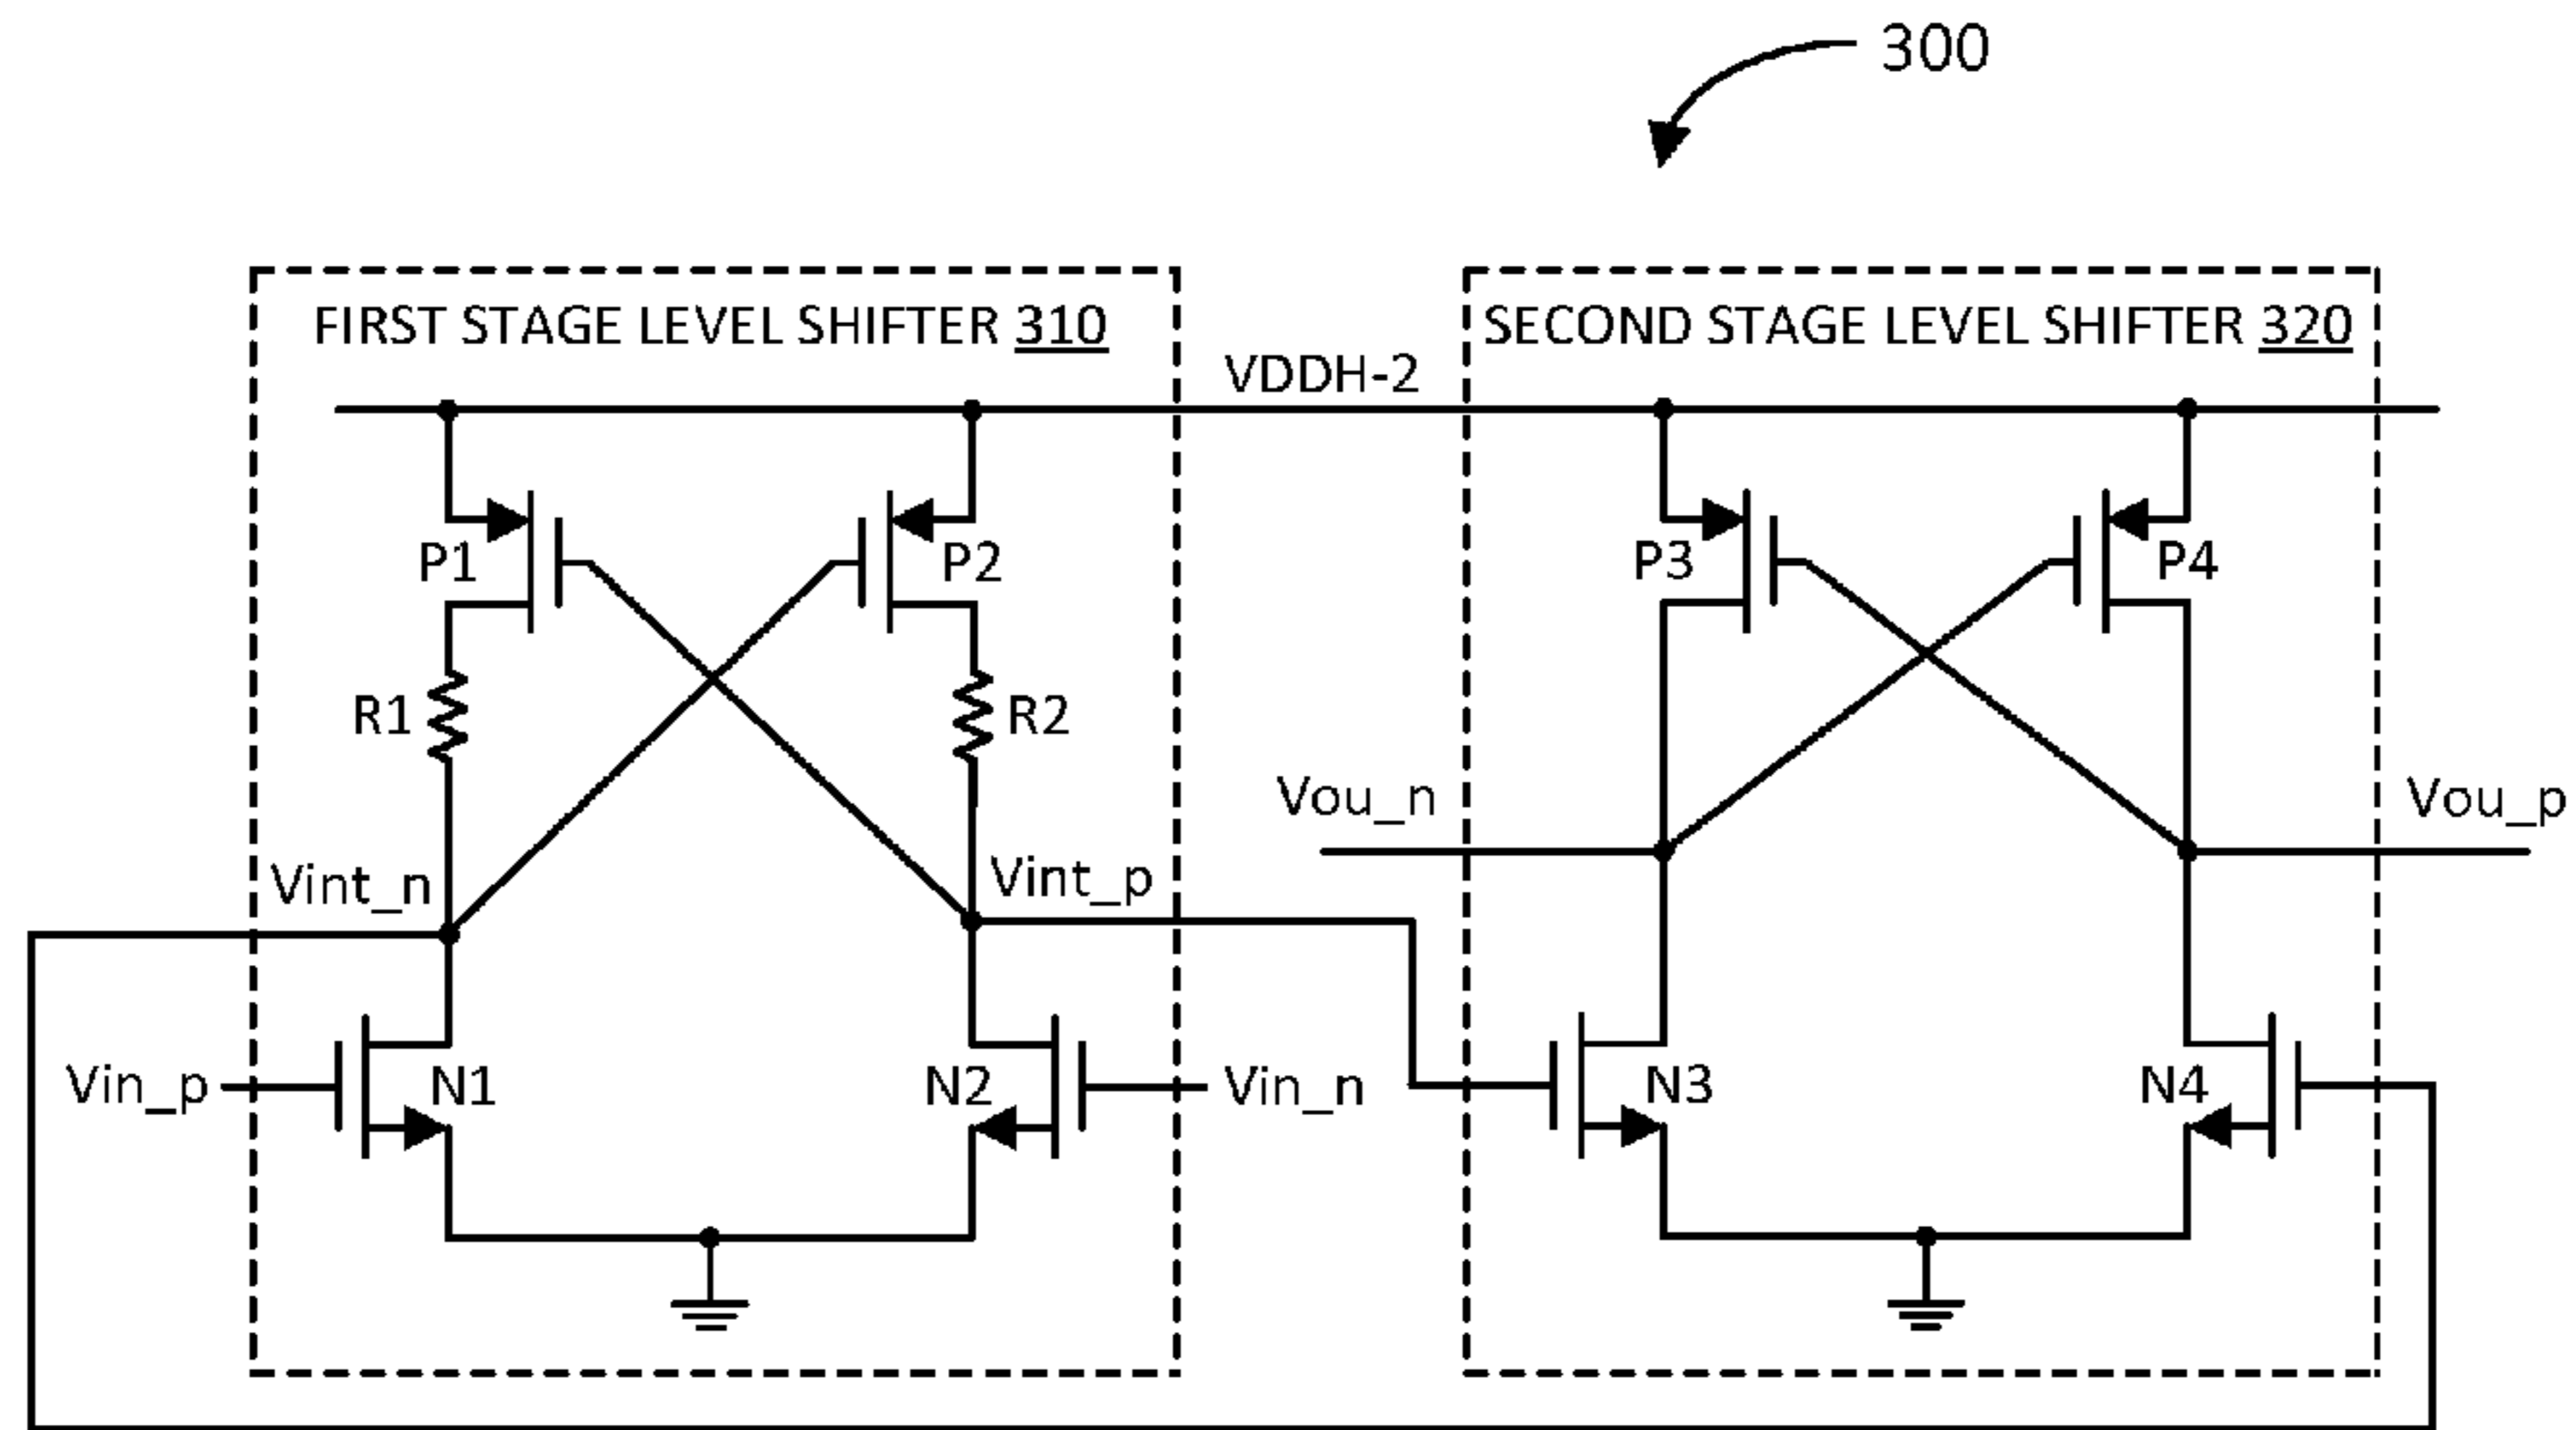 300
FIRST STAGE LEVEL SHIFTER 310
SECOND STAGE LEVEL SHIFTER 320
VDDH-2
P1
P2
P3
P4
R1
R2
Vou_n
Vou_p
Vint_n
Vint_p
Vin_p
N1
N2
Vin_n
N3
N4